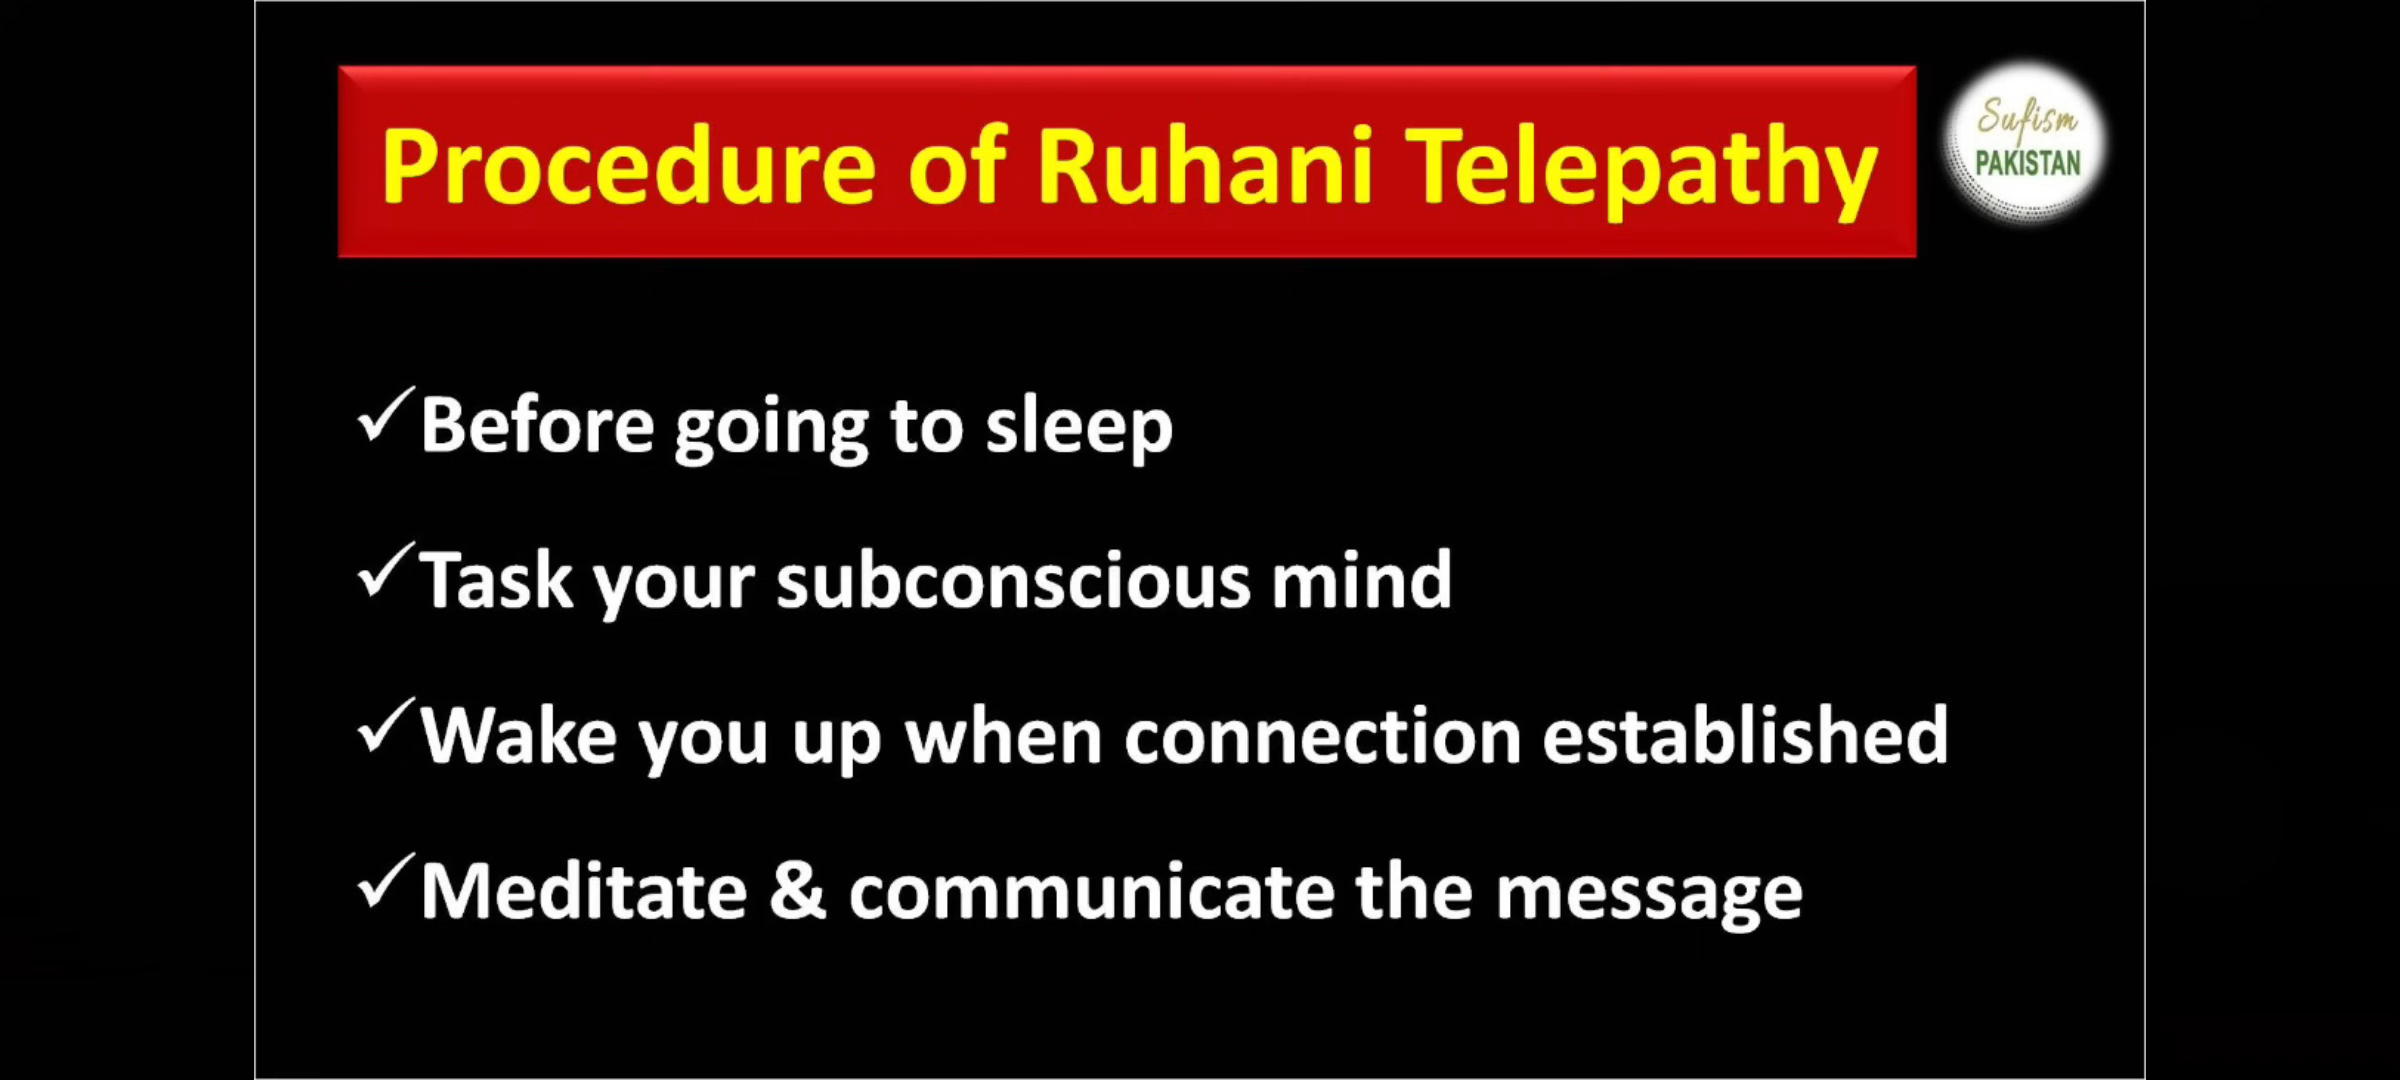 Procedure of Ruhani Telepathy
Sufism
PAKISTAN
✓Before going to sleep
✓Task your subconscious mind
✓Wake you up when connection established
✓Meditate & communicate the message